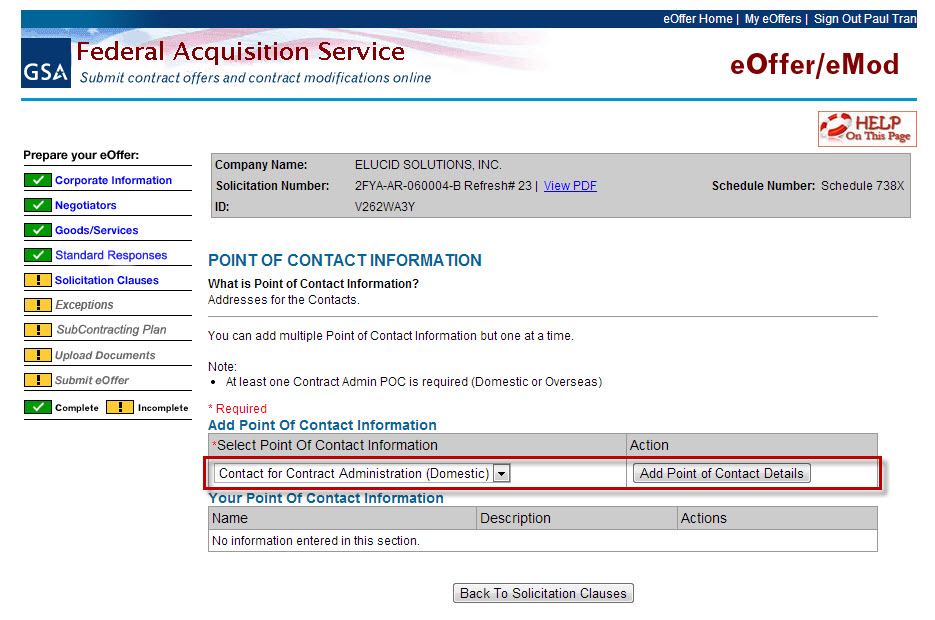 eOffer Home | My eOffers | Sign Out Paul Tran
GSA
Federal Acquisition Service
Submit contract offers and contract modifications online
eOffer/eMod
HELP
On This Page
Prepare your eOffer:
Corporate Information
Negotiators
Goods/Services
Standard Responses
Solicitation Clauses
Exceptions
SubContracting Plan
Upload Documents
Submit eOffer
Complete ! Incomplete
Company Name: ELUCID SOLUTIONS, INC.
Solicitation Number: 2FYA-AR-060004-B Refresh# 23 | View PDF Schedule Number: Schedule 738X
ID: V262WA3Y
POINT OF CONTACT INFORMATION
What is Point of Contact Information?
Addresses for the Contacts.
You can add multiple Point of Contact Information but one at a time.
Note:
• At least one Contract Admin POC is required (Domestic or Overseas)
* Required
Add Point Of Contact Information
*Select Point Of Contact Information Action
Contact for Contract Administration (Domestic) Add Point of Contact Details
Your Point Of Contact Information
Name Description Actions
No information entered in this section.
Back To Solicitation Clauses